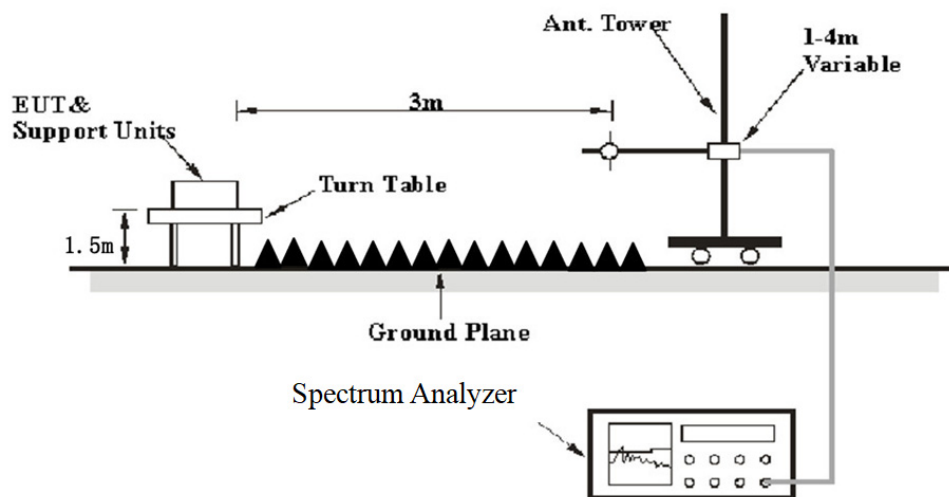 Ant. Tower
1-4m
Variable
3m
EUT&
Support Units
Turn Table
1.5m
Ground Plane
Spectrum Analyzer